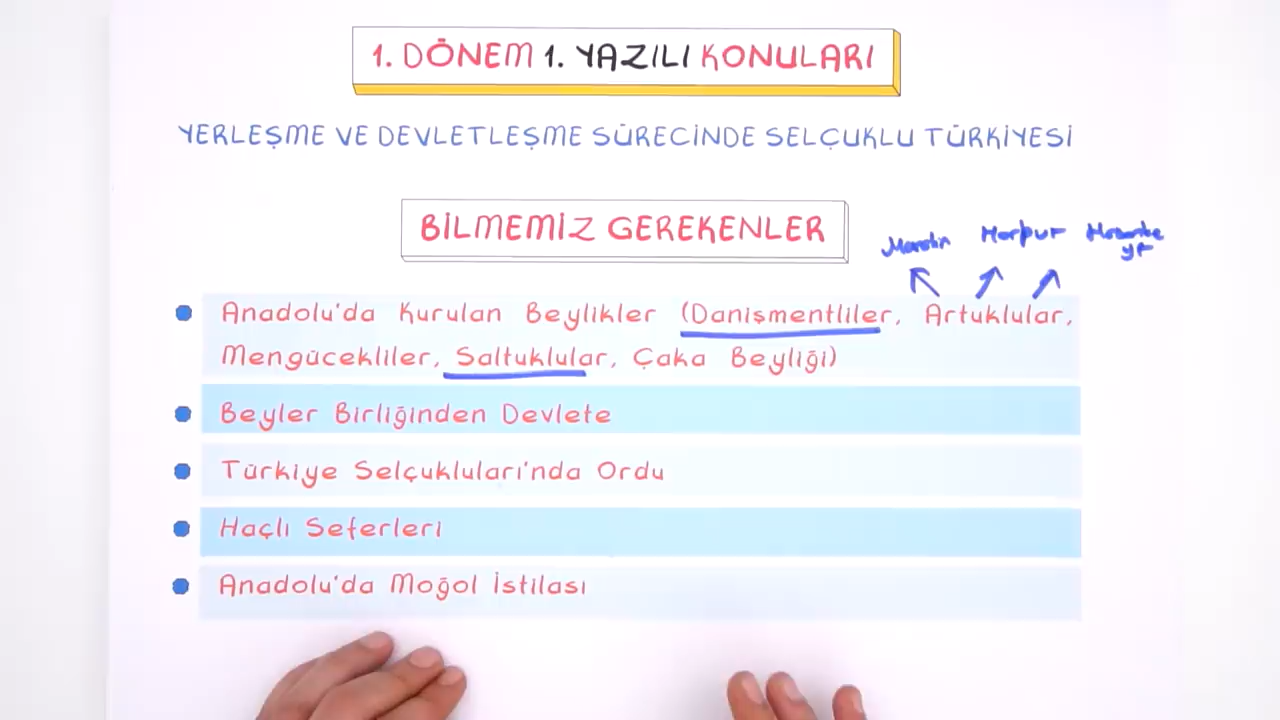 1. DÖNEM 1. YAZILI KONULARI
YERLEŞME VE DEVLETLEŞME SÜRECİNDE SELÇUKLU TÜRKİYESİ
BİLMEMİZ GEREKENLER
Mardin Harput
Anadolu'da Kurulan Beylikler (Danişmentliler, Artuklular,
Mengücekliler, Saltuklular, Çaka Beyliği)
Beyler Birliğinden Devlete
Türkiye Selçukluları'nda Ordu
Haçlı Seferleri
Anadolu'da Moğol İstilası